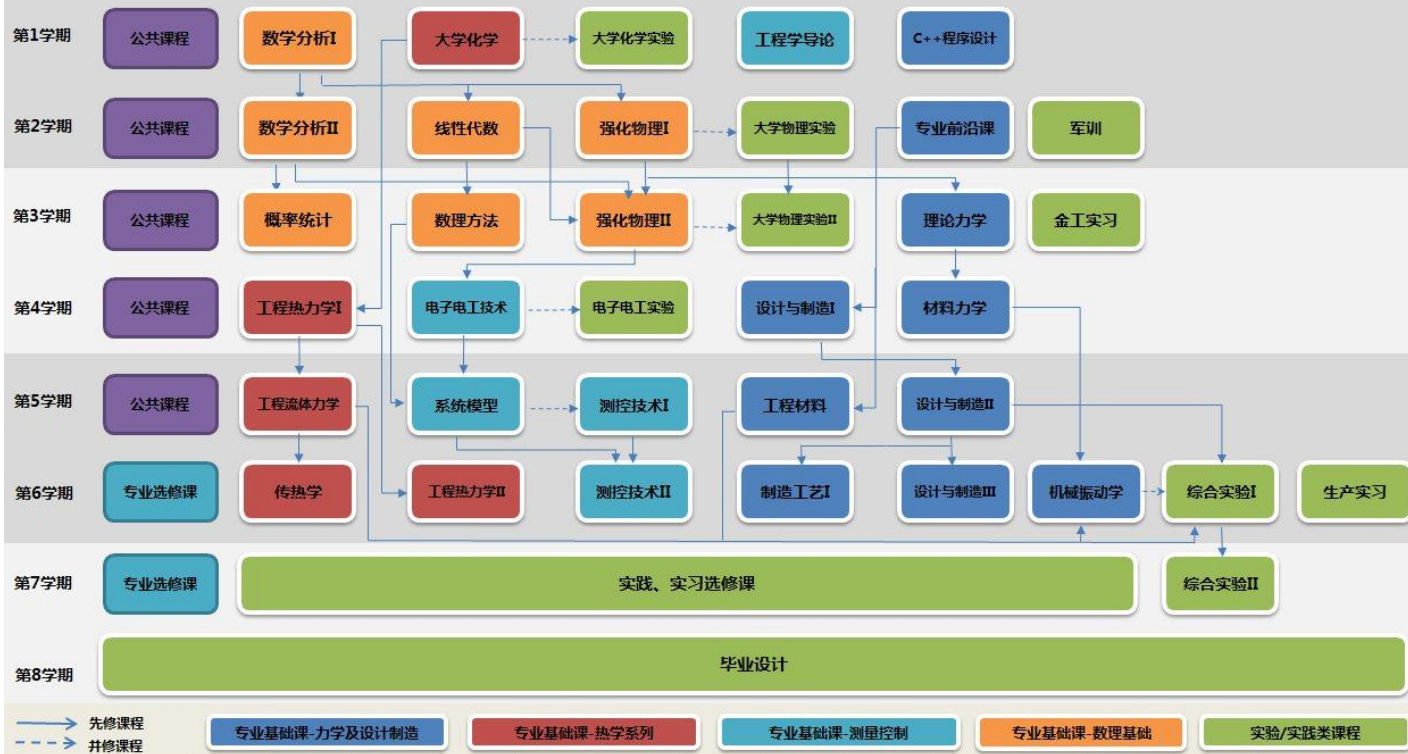 第1学期
公共课程
数学分析I
大学化学
大学化学实验
工程学导论
C++程序设计
第2学期
公共课程
数学分析II
线性代数
强化物理I
大学物理实验
专业前沿课
军训
第3学期
公共课程
概率统计
数理方法
强化物理II
大学物理实验II
理论力学
金工实习
第4学期
公共课程
工程热力学I
电子电工技术
电子电工实验
设计与制造I
材料力学
第5学期
公共课程
工程流体力学
系统模型
测控技术I
工程材料
设计与制造II
第6学期
专业选修课
传热学
工程热力学II
测控技术II
制造工艺I
设计与制造III
机械振动学
综合实验I
生产实习
第7学期
专业选修课
实践、实习选修课
综合实验II
第8学期
毕业设计
先修课程
并修课程
专业基础课-力学及设计制造
专业基础课-热学系列
专业基础课-测量控制
专业基础课-数理基础
实验/实践类课程